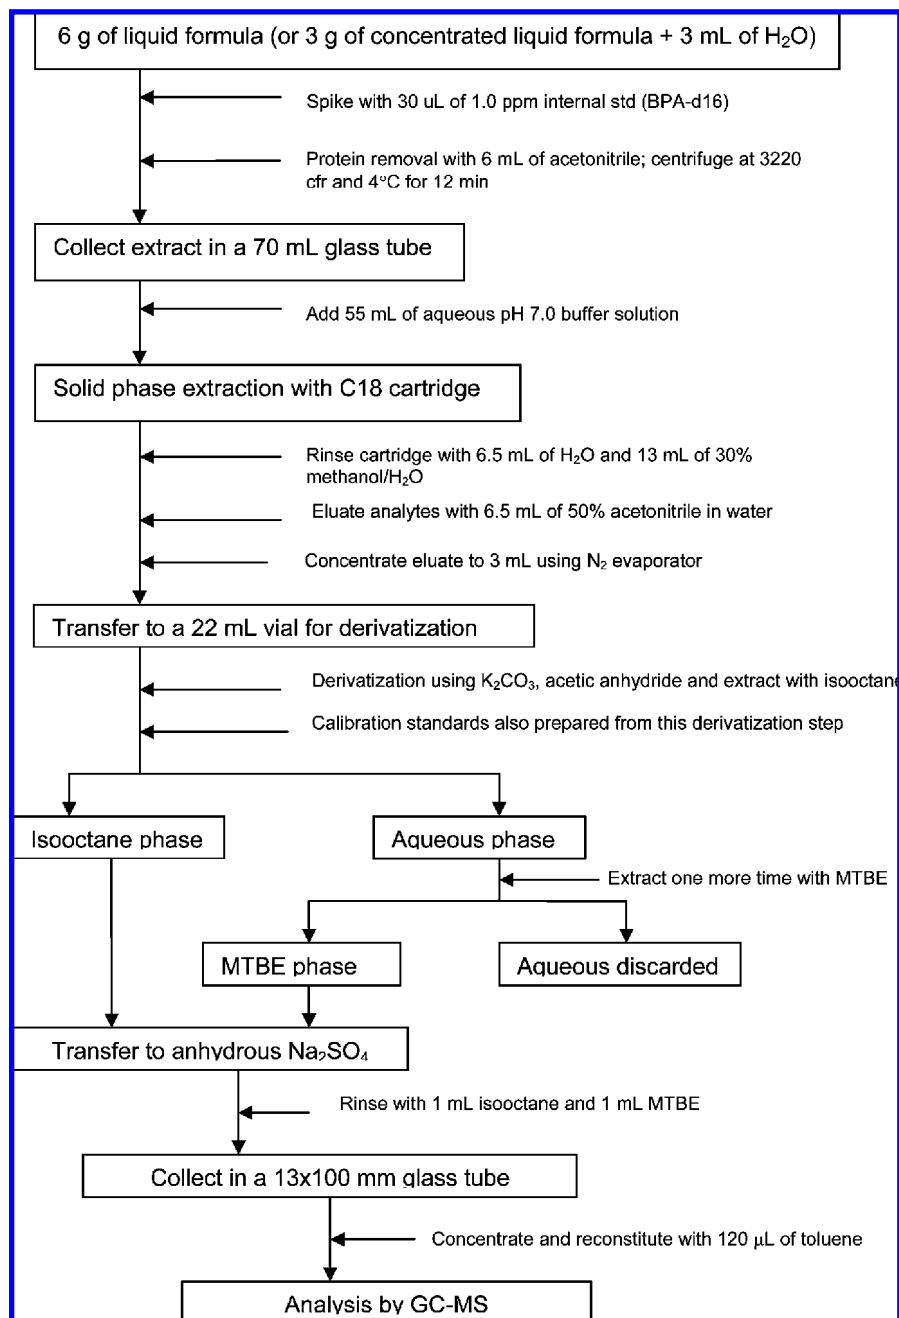 6 g of liquid formula (or 3 g of concentrated liquid formula + 3 mL of H₂O)
Spike with 30 uL of 1.0 ppm internal std (BPA-d16)
Protein removal with 6 mL of acetonitrile; centrifuge at 3220
cfr and 4°C for 12 min
Collect extract in a 70 mL glass tube
Add 55 mL of aqueous pH 7.0 buffer solution
Solid phase extraction with C18 cartridge
Rinse cartridge with 6.5 mL of H₂O and 13 mL of 30%
methanol/H₂O
Eluate analytes with 6.5 mL of 50% acetonitrile in water
Concentrate eluate to 3 mL using N₂ evaporator
Transfer to a 22 mL vial for derivatization
Derivatization using K₂CO₃, acetic anhydride and extract with isooctane
Calibration standards also prepared from this derivatization step
Isooctane phase
Aqueous phase
Extract one more time with MTBE
MTBE phase
Aqueous discarded
Transfer to anhydrous Na₂SO₄
Rinse with 1 mL isooctane and 1 mL MTBE
Collect in a 13x100 mm glass tube
Concentrate and reconstitute with 120 μL of toluene
Analysis by GC-MS